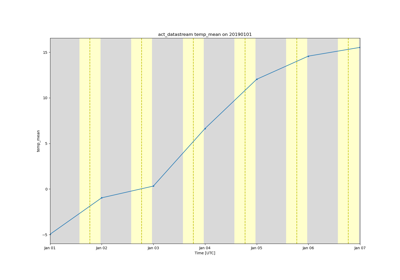 act_datastream temp_mean on 20190101
15
10
5
0
−5
temp_mean
Jan 01 Jan 02 Jan 03 Jan 04 Jan 05 Jan 06 Jan 07
Time [UTC]